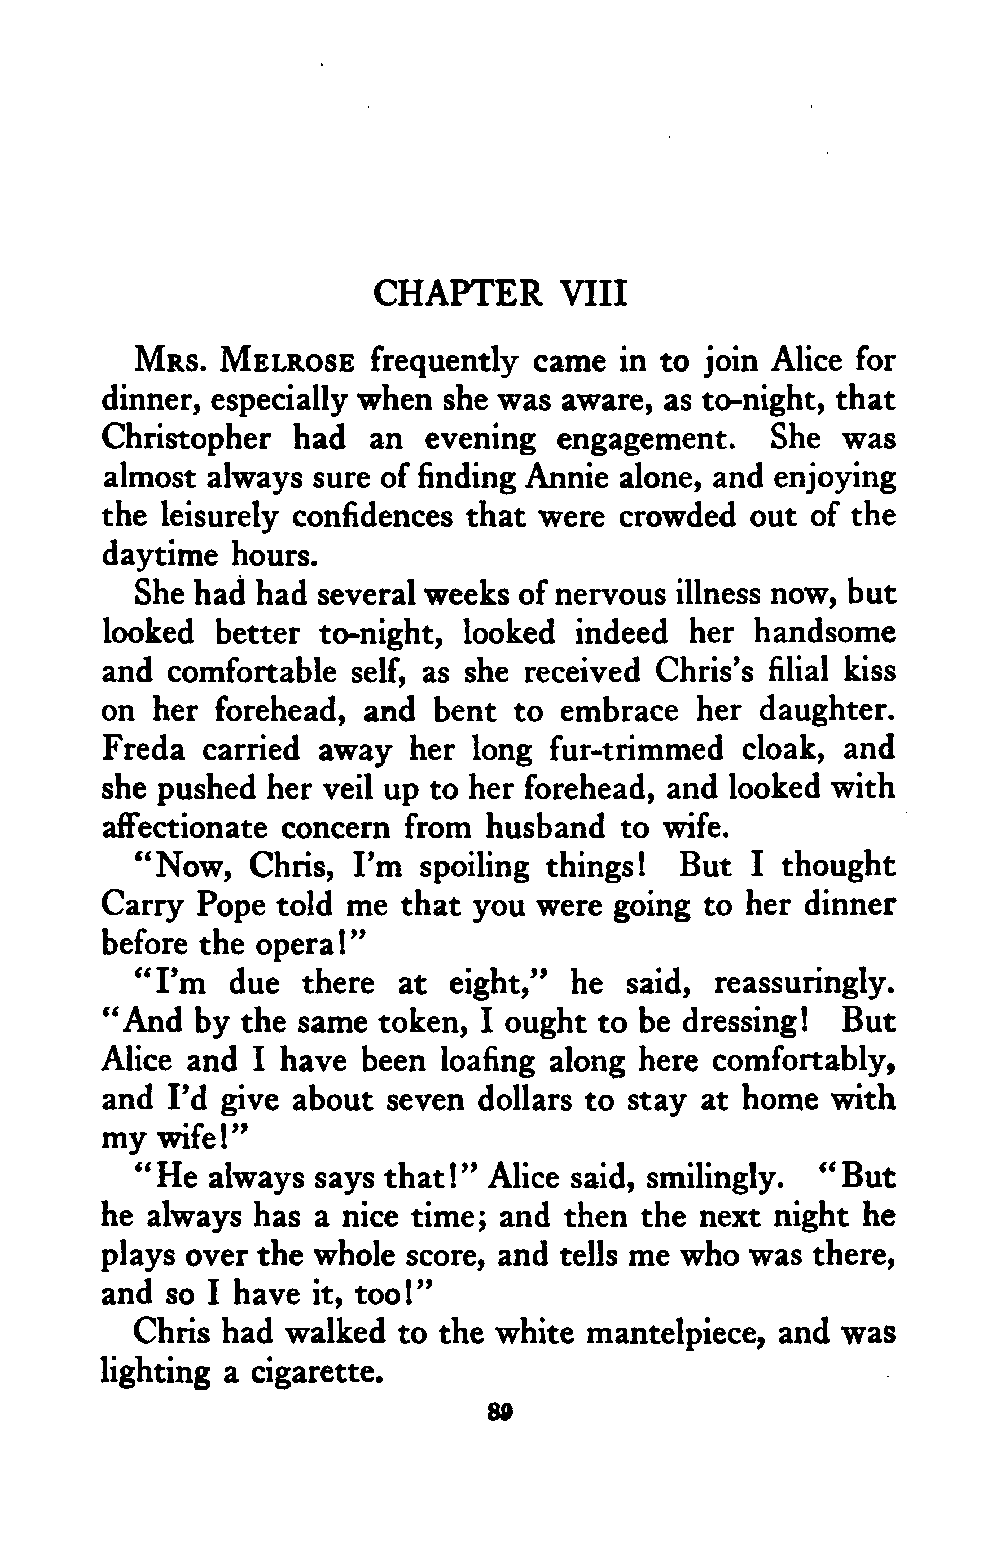 CHAPTER VIII
MRS. MELROSE frequently came in to join Alice for
dinner, especially when she was aware, as to-night, that
Christopher had an evening engagement. She was
almost always sure of finding Annie alone, and enjoying
the leisurely confidences that were crowded out of the
daytime hours.
She had had several weeks of nervous illness now, but
looked better to-night, looked indeed her handsome
and comfortable self, as she received Chris's filial kiss
on her forehead, and bent to embrace her daughter.
Freda carried away her long fur-trimmed cloak, and
she pushed her veil up to her forehead, and looked with
affectionate concern from husband to wife.
"Now, Chris, I'm spoiling things! But I thought
Carry Pope told me that you were going to her dinner
before the opera!"
"I'm due there at eight," he said, reassuringly.
"And by the same token, I ought to be dressing! But
Alice and I have been loafing along here comfortably,
and I'd give about seven dollars to stay at home with
my wife!"
"He always says that!" Alice said, smilingly. "But
he always has a nice time; and then the next night he
plays over the whole score, and tells me who was there,
and so I have it, too!"
Chris had walked to the white mantelpiece, and was
lighting a cigarette.
89